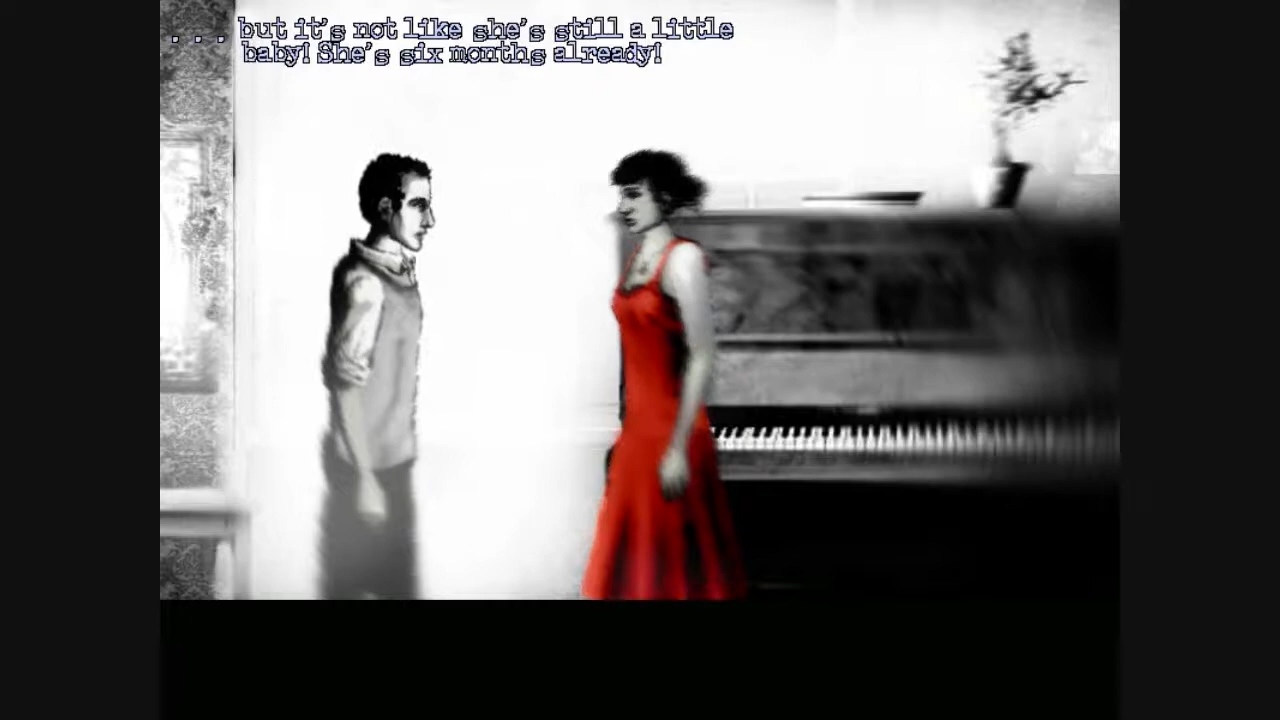 . . . but it's not like she's still a little
baby! She's six months already!